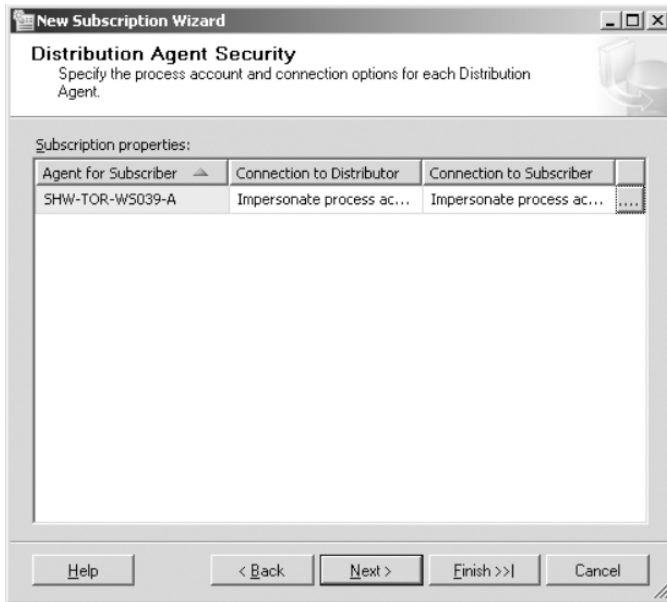 New Subscription Wizard
Distribution Agent Security
Specify the process account and connection options for each Distribution
Agent.
Subscription properties:
Agent for Subscriber Connection to Distributor Connection to Subscriber
SHW-TOR-WS039-A Impersonate process ac... Impersonate process ac... ....
Help < Back Next > Finish >>| Cancel